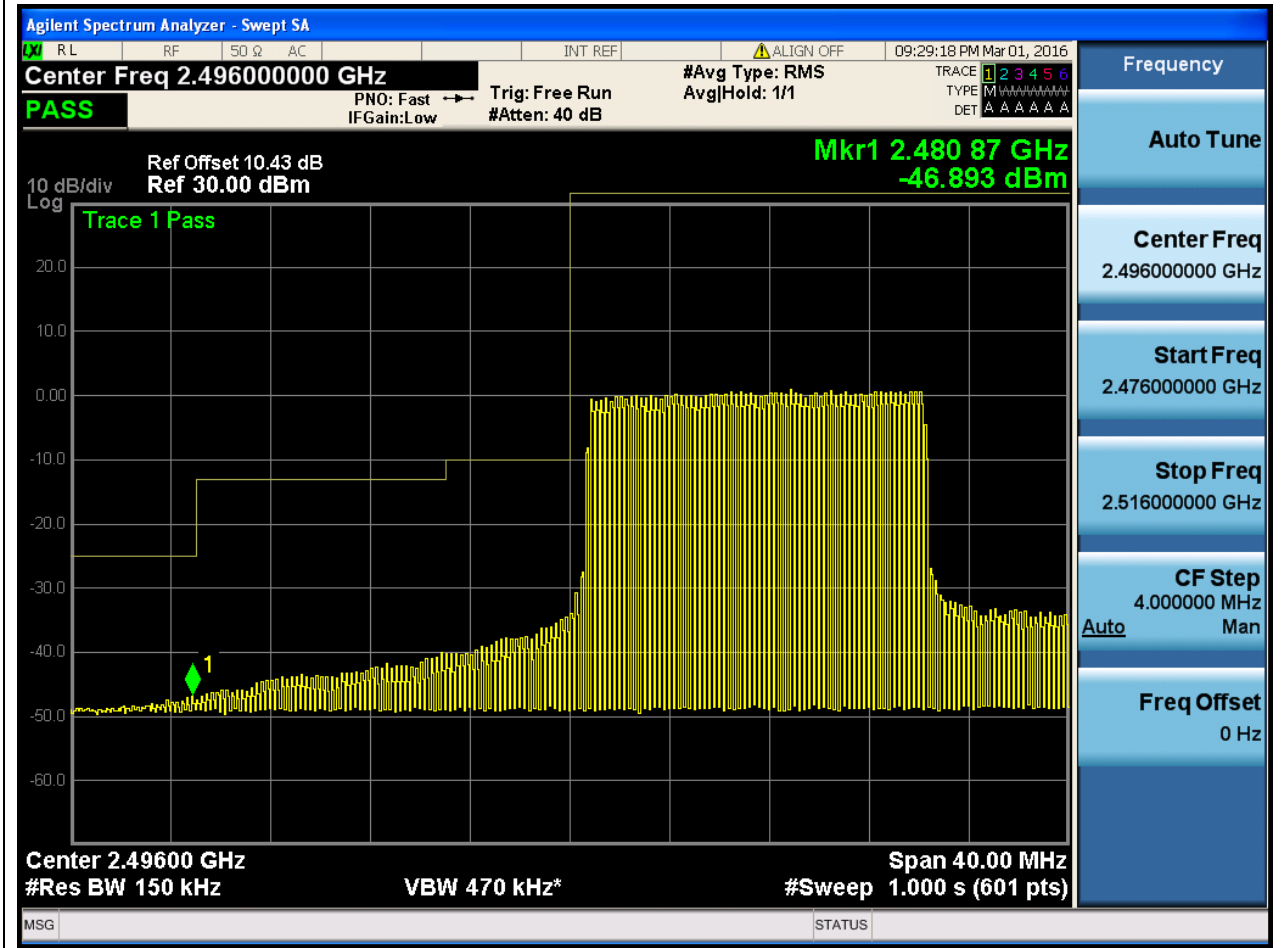 Agilent Spectrum Analyzer - Swept SA
LXI RL RF 50 Ω AC INT REF ALIGN OFF 09:29:18 PM Mar 01, 2016
Center Freq 2.496000000 GHz
PASS
PNO: Fast
IFGain:Low
Trig: Free Run
#Atten: 40 dB
#Avg Type: RMS
Avg|Hold: 1/1
TRACE 1 2 3 4 5 6
TYPE M
DET A A A A A A
Mkr1 2.480 87 GHz
-46.893 dBm
Ref Offset 10.43 dB
10 dB/div Ref 30.00 dBm
Log
Trace 1 Pass
20.0
10.0
0.00
-10.0
-20.0
-30.0
-40.0
-50.0
-60.0
1
Center 2.49600 GHz Span 40.00 MHz
#Res BW 150 kHz VBW 470 kHz* #Sweep 1.000 s (601 pts)
MSG STATUS
Frequency
Auto Tune
Center Freq
2.496000000 GHz
Start Freq
2.476000000 GHz
Stop Freq
2.516000000 GHz
CF Step
4.000000 MHz
Auto Man
Freq Offset
0 Hz